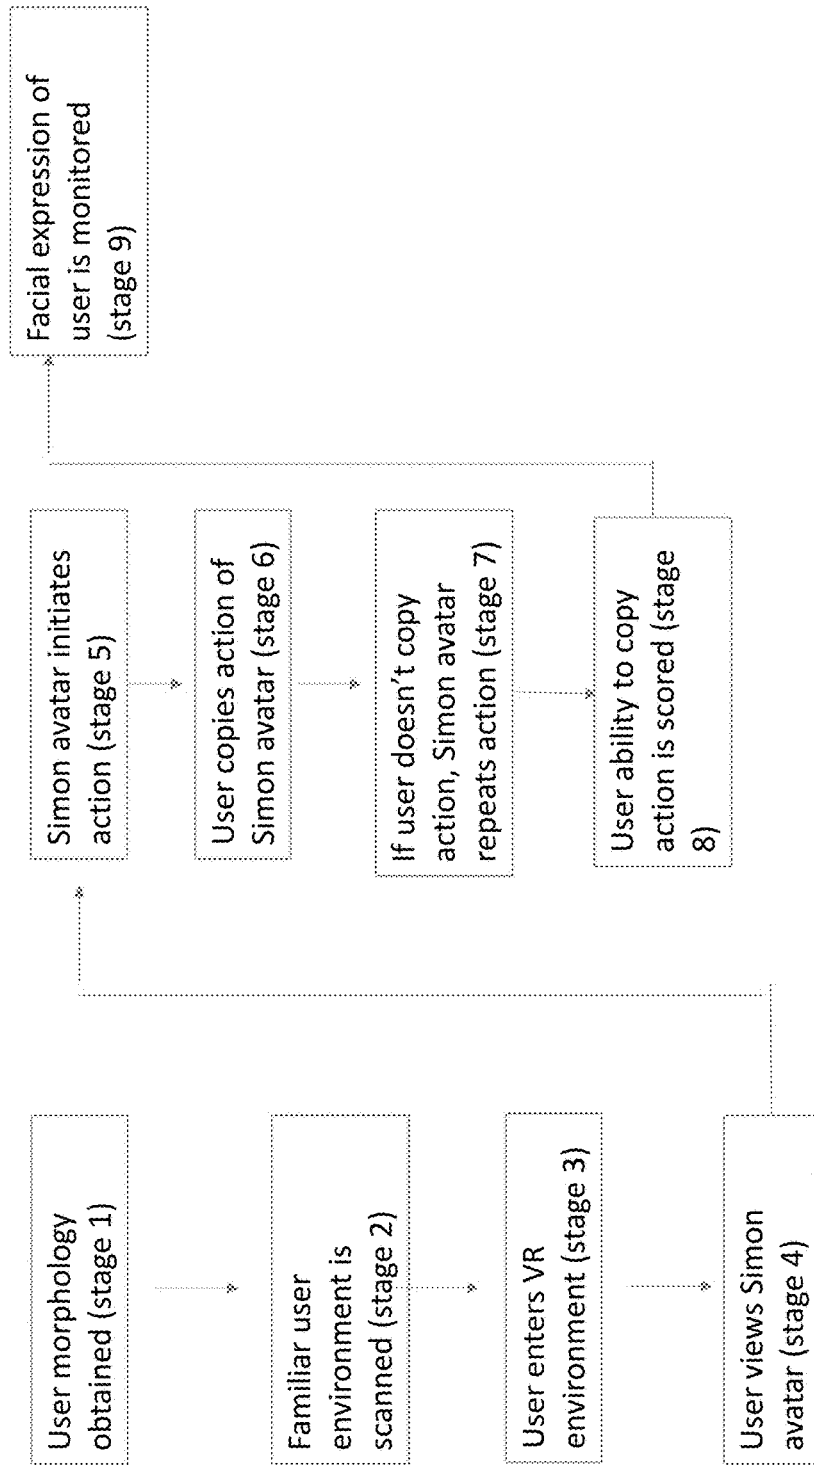 User morphology
obtained (stage 1)
Familiar user
environment is
scanned (stage 2)
User enters VR
environment (stage 3)
User views Simon
avatar (stage 4)
Simon avatar initiates
action (stage 5)
User copies action of
Simon avatar (stage 6)
If user doesn’t copy
action, Simon avatar
repeats action (stage 7)
User ability to copy
action is scored (stage
8)
Facial expression of
user is monitored
(stage 9)